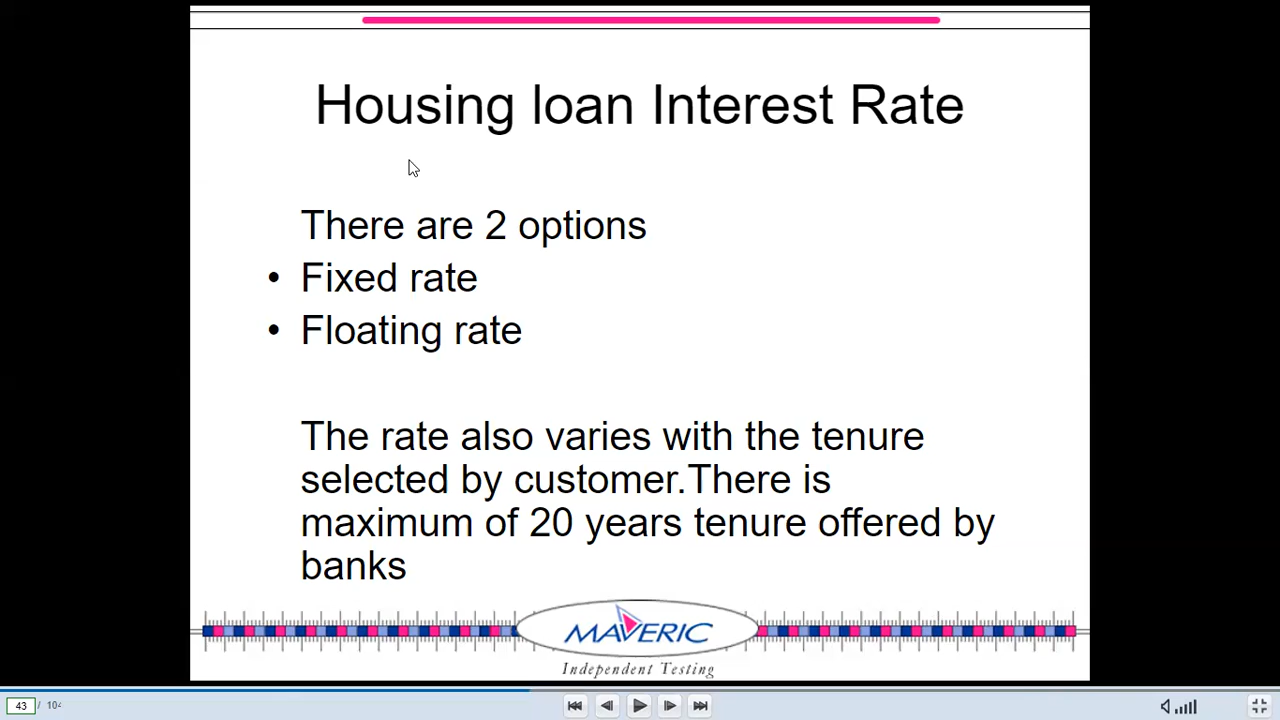 Housing loan Interest Rate
There are 2 options
• Fixed rate
• Floating rate
The rate also varies with the tenure
selected by customer.There is
maximum of 20 years tenure offered by
banks
MAVERIC
Independent Testing
43 / 104